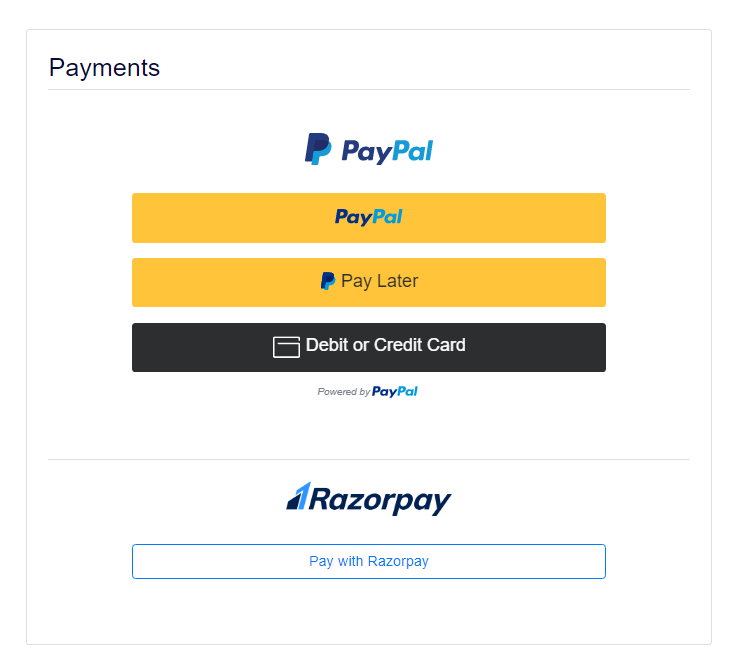 Payments
PayPal
PayPal
Pay Later
Debit or Credit Card
Powered by PayPal
Razorpay
Pay with Razorpay